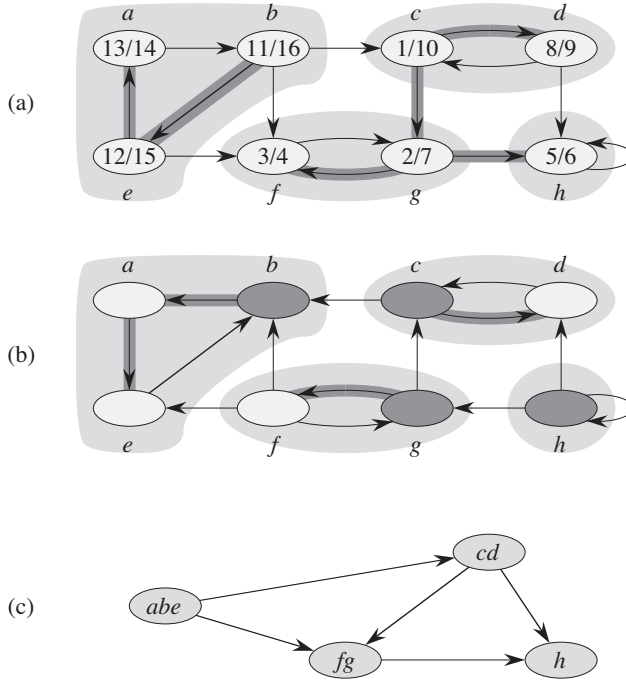 a b c d
13/14 11/16 1/10 8/9
(a)
12/15 3/4 2/7 5/6
e f g h
a b c d
(b)
e f g h
cd
(c)
abe
fg h